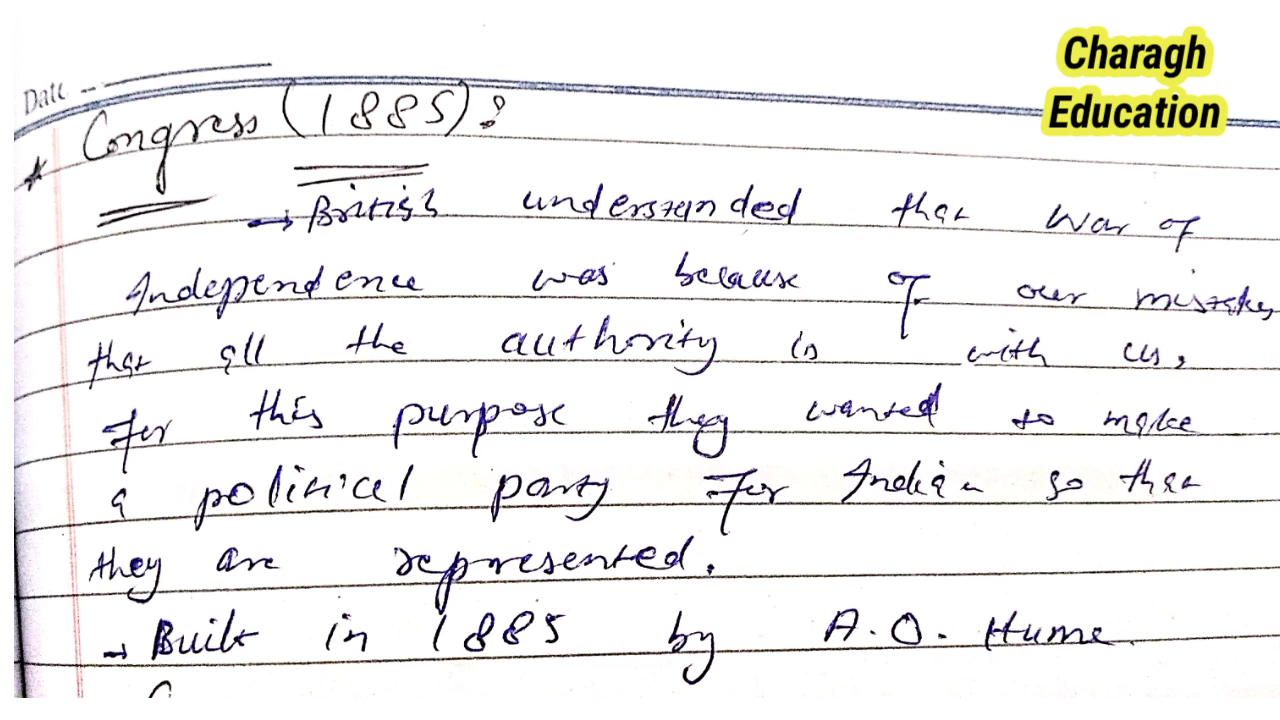 Charagh
Education
Date
* Congress (1885):
→ British understanded that War of
Independence was because of our mistakes
that all the authority is with us,
For this purpose they wanted to make
a political party For Indian so that
they are represented.
→ Built in 1885 by A.O. Hume.